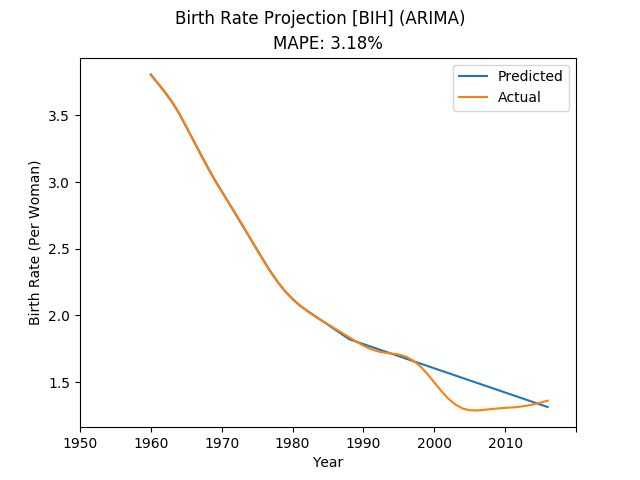 Birth Rate Projection [BIH] (ARIMA)
MAPE: 3.18%
Predicted
Actual
3.5
3.0
2.5
2.0
1.5
Birth Rate (Per Woman)
1950 1960 1970 1980 1990 2000 2010
Year